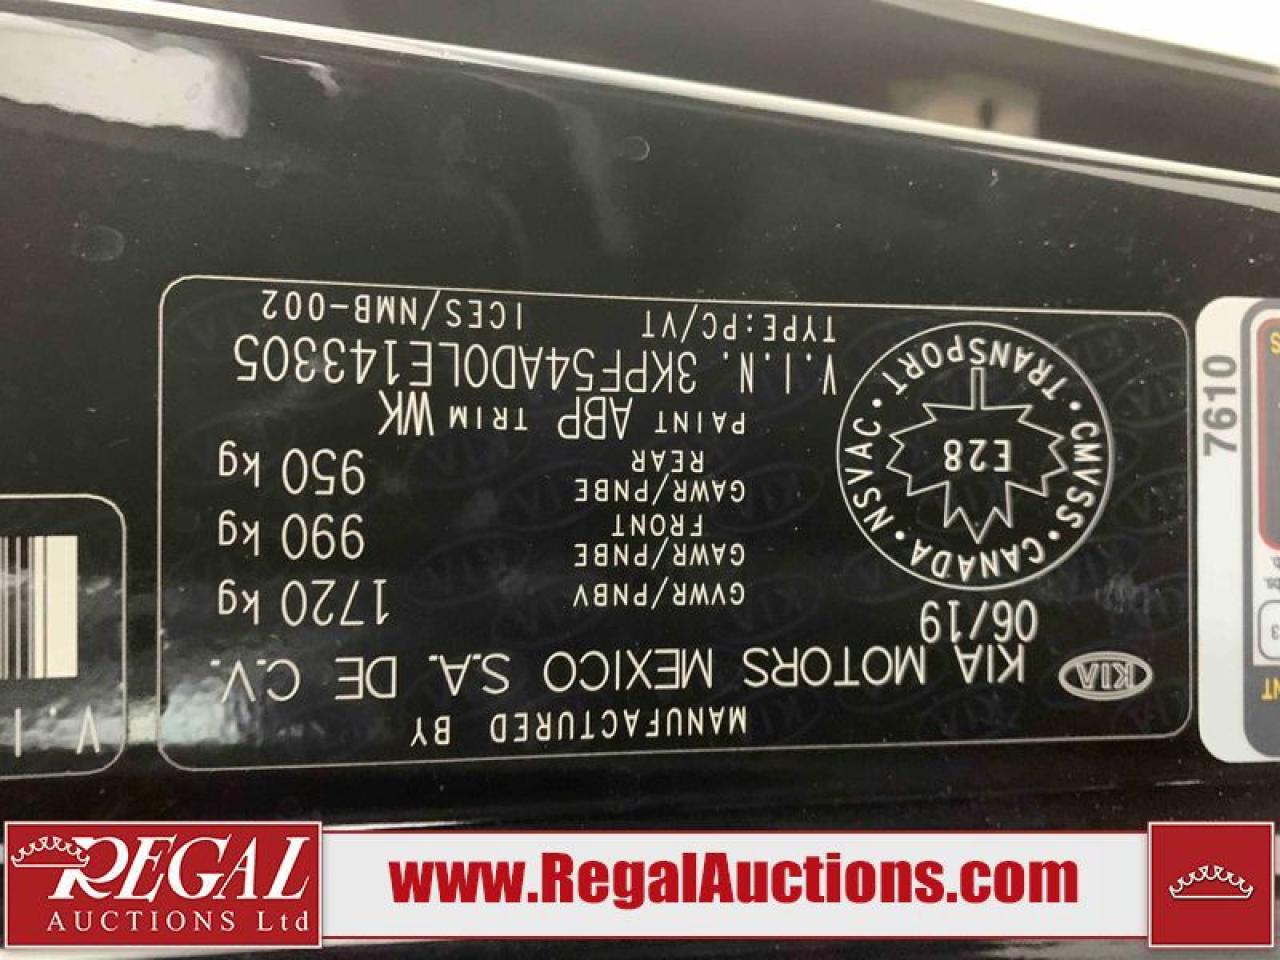 MANUFACTURED BY
KIA MOTORS MEXICO S.A. DE C.V.
KIA
06/19
GVWR/PNBV 1720 kg
GAWR/PNBE
FRONT 990 kg
GAWR/PNBE
REAR 950 kg
PAINT ABP TRIM WK
V.I.N. 3KPF54AD0LE143305
TYPE:PC/VT ICES/NMB-002
CANADA • NSVAC • TRANSPORT • CMVSS •
E28
V I
7610
REGAL
AUCTIONS Ltd
www.RegalAuctions.com